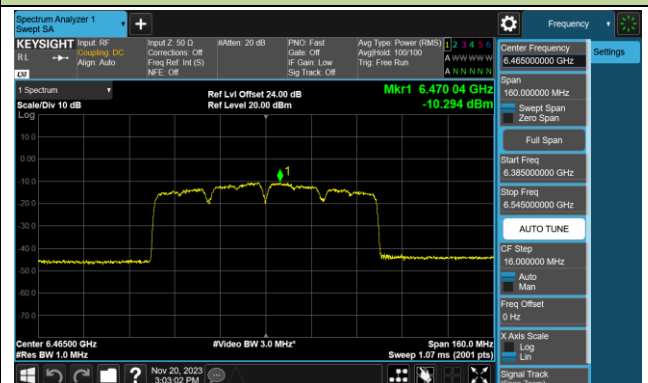 Spectrum Analyzer 1
Swept SA
Frequency
KEYSIGHT
Input: RF
Input Z: 50 Ω
#Atten: 20 dB
PNO: Fast
Avg Type: Power (RMS)
1 2 3 4 5 6
RL
Coupling: DC
Corrections: Off
Gate: Off
Avg|Hold: 100/100
A W W W W W
Align: Auto
Freq Ref: Int (S)
IF Gain: Low
Trig: Free Run
LXI
NFE: Off
Sig Track: Off
A N N N N N
Center Frequency
6.465000000 GHz
Settings
Span
160.000000 MHz
Swept Span
Zero Span
Full Span
Start Freq
6.385000000 GHz
Stop Freq
6.545000000 GHz
AUTO TUNE
CF Step
16.000000 MHz
Auto
Man
Freq Offset
0 Hz
X Axis Scale
Log
Lin
Signal Track
1 Spectrum
Ref Lvl Offset 24.00 dB
Mkr1 6.470 04 GHz
Scale/Div 10 dB
Ref Level 20.00 dBm
-10.294 dBm
Log
10.0
0.00
-10.0
-20.0
-30.0
-40.0
-50.0
-60.0
-70.0
1
Center 6.46500 GHz
#Video BW 3.0 MHz*
Span 160.0 MHz
#Res BW 1.0 MHz
Sweep 1.07 ms (2001 pts)
?
Nov 20, 2023
3:03:02 PM